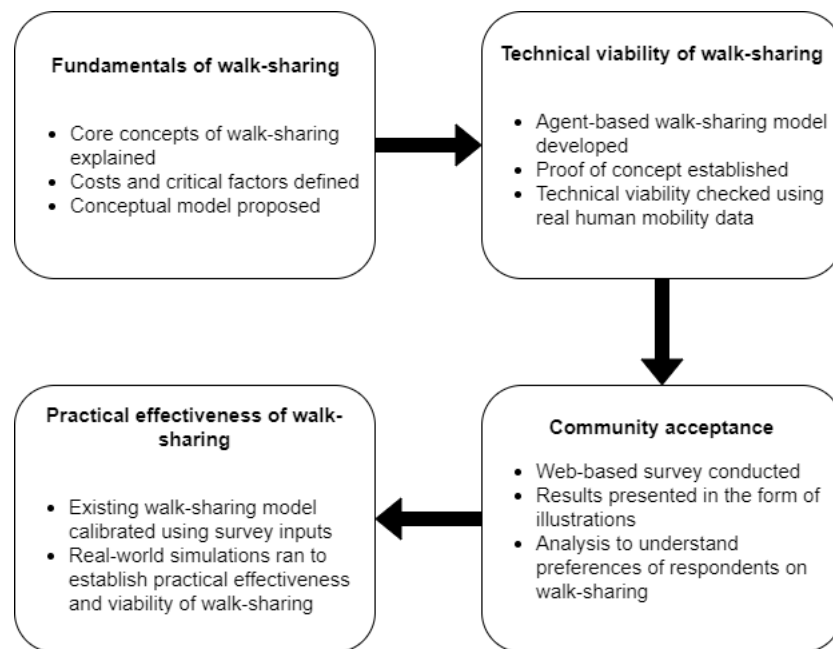 Fundamentals of walk-sharing
• Core concepts of walk-sharing
explained
• Costs and critical factors defined
• Conceptual model proposed
Technical viability of walk-sharing
• Agent-based walk-sharing model
developed
• Proof of concept established
• Technical viability checked using
real human mobility data
Community acceptance
• Web-based survey conducted
• Results presented in the form of
illustrations
• Analysis to understand
preferences of respondents on
walk-sharing
Practical effectiveness of walk-
sharing
• Existing walk-sharing model
calibrated using survey inputs
• Real-world simulations ran to
establish practical effectiveness
and viability of walk-sharing